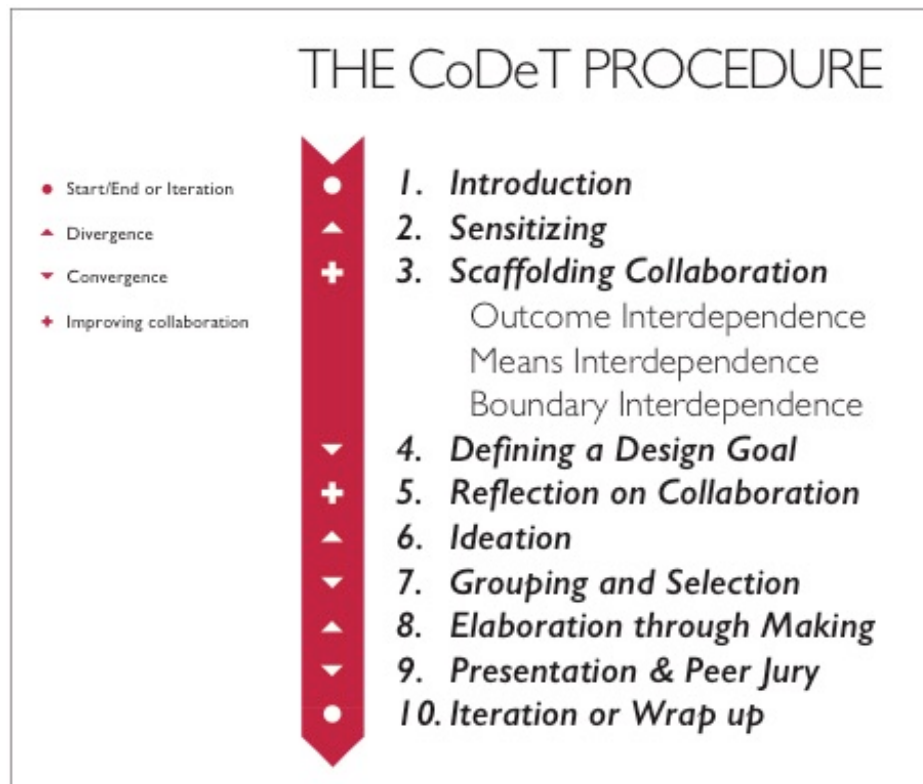 THE CoDeT PROCEDURE
Start/End or Iteration
Divergence
Convergence
Improving collaboration
1. Introduction
2. Sensitizing
3. Scaffolding Collaboration
Outcome Interdependence
Means Interdependence
Boundary Interdependence
4. Defining a Design Goal
5. Reflection on Collaboration
6. Ideation
7. Grouping and Selection
8. Elaboration through Making
9. Presentation & Peer Jury
10. Iteration or Wrap up